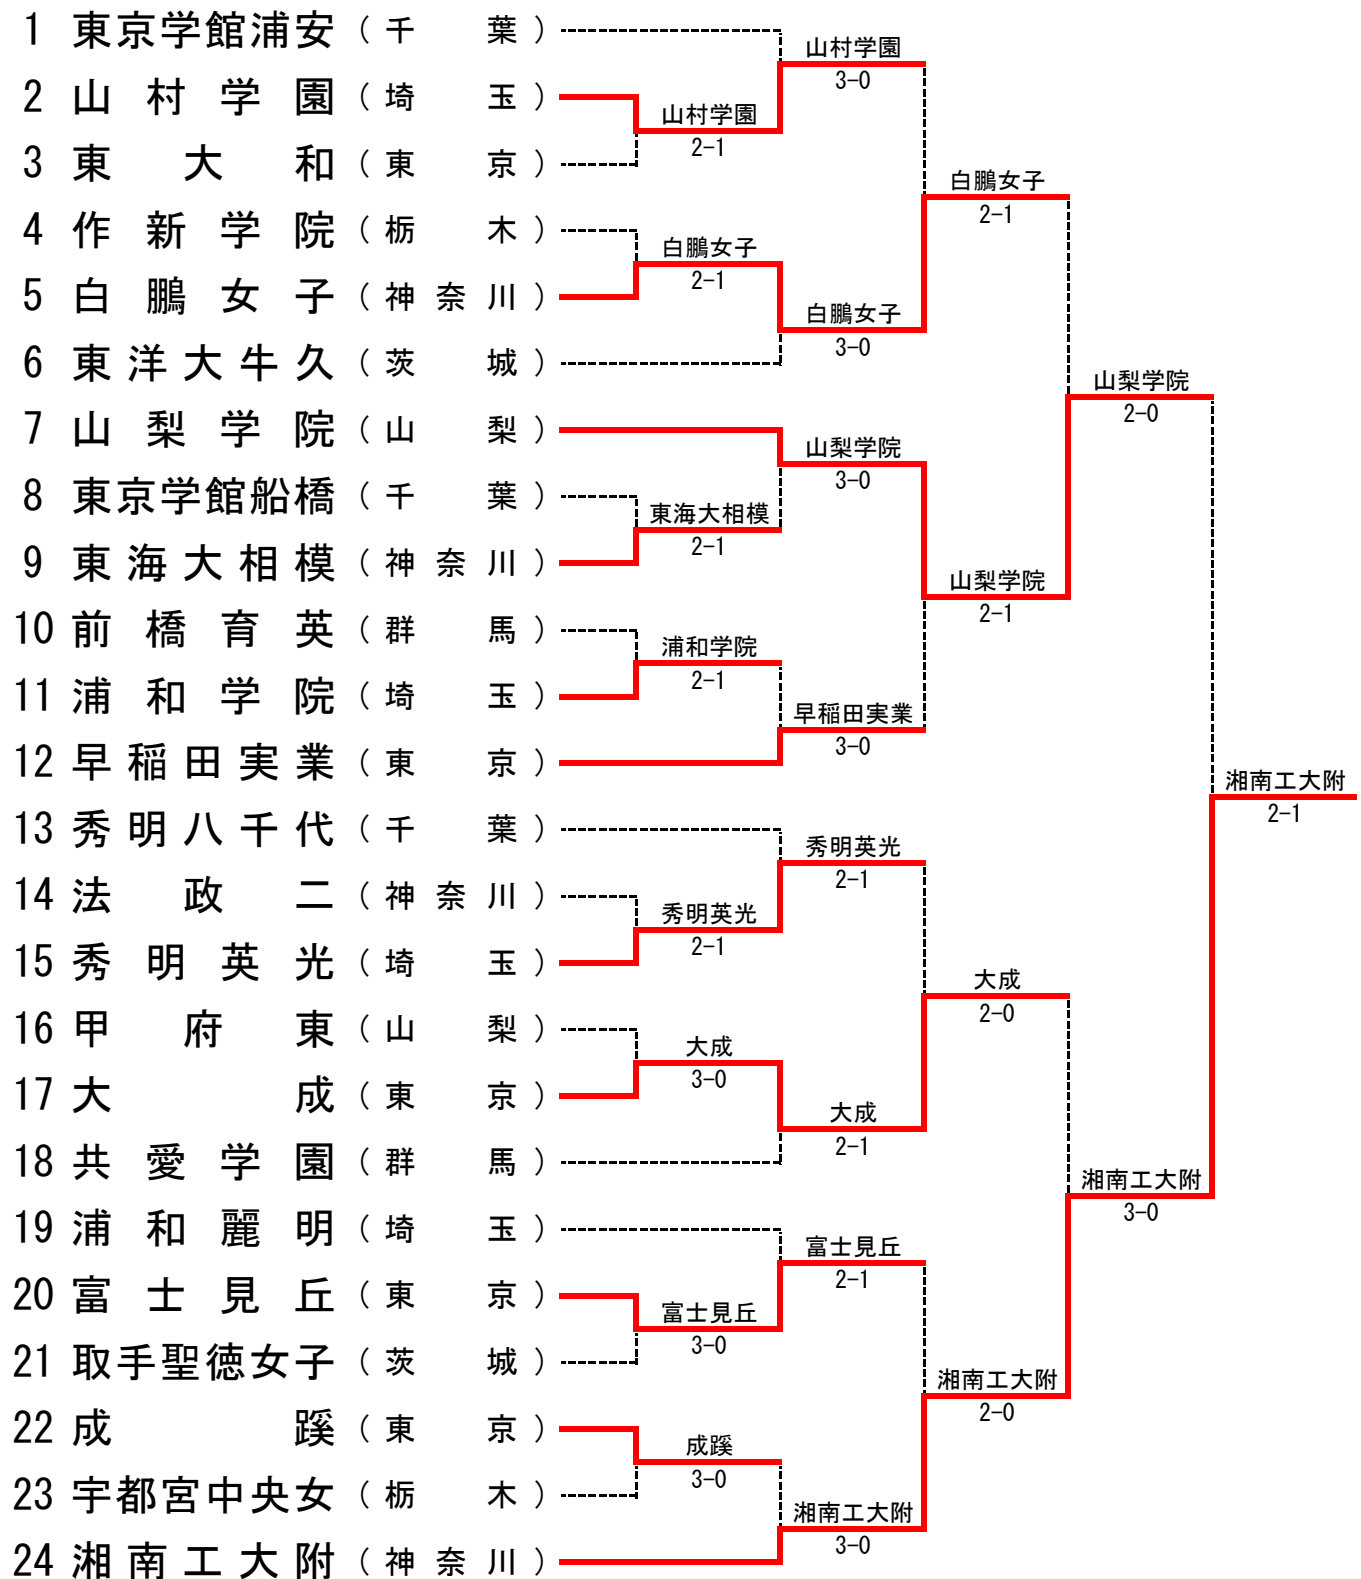 1 東京学館浦安 (千葉)
2 山村学園 (埼玉)
3 東大和 (東京)
4 作新学院 (栃木)
5 白鵬女子 (神奈川)
6 東洋大牛久 (茨城)
7 山梨学院 (山梨)
8 東京学館船橋 (千葉)
9 東海大相模 (神奈川)
10 前橋育英 (群馬)
11 浦和学院 (埼玉)
12 早稲田実業 (東京)
13 秀明八千代 (千葉)
14 法政二 (神奈川)
15 秀明英光 (埼玉)
16 甲府東 (山梨)
17 大成 (東京)
18 共愛学園 (群馬)
19 浦和麗明 (埼玉)
20 富士見丘 (東京)
21 取手聖徳女子 (茨城)
22 成蹊 (東京)
23 宇都宮中央女 (栃木)
24 湘南工大附 (神奈川)
山村学園
2-1
白鵬女子
2-1
東海大相模
2-1
浦和学院
2-1
秀明英光
2-1
大成
3-0
富士見丘
3-0
成蹊
3-0
山村学園
3-0
白鵬女子
3-0
山梨学院
3-0
早稲田実業
3-0
秀明英光
2-1
大成
2-1
富士見丘
2-1
湘南工大附
3-0
白鵬女子
2-1
山梨学院
2-1
大成
2-0
湘南工大附
2-0
山梨学院
2-0
湘南工大附
3-0
湘南工大附
2-1